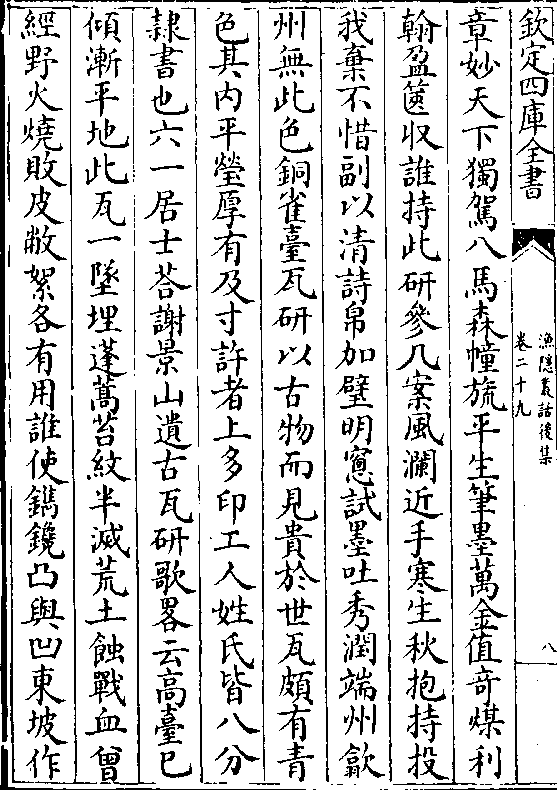 欽定四庫全書
漁隱叢話後集
卷二十九
八
章妙天下獨駕八馬森幢旒平生筆墨萬金值奇煤利
翰盈篋収誰持此研參几案風瀾近手寒生秋抱持投
我棄不惜副以清詩帛加璧明窻試墨吐秀潤端州歙
州無此色銅雀臺瓦研以古物而見貴於世瓦頗有青
色其内平瑩厚有及寸許者上多印工人姓氏皆八分
隷書也六一居士荅謝景山遺古瓦研歌畧云高臺已
傾漸平地此瓦一墜埋蓬蒿苔紋半滅荒土蝕戰血曾
經野火燒敗皮敝絮各有用誰使鐫鑱凸與凹東坡作